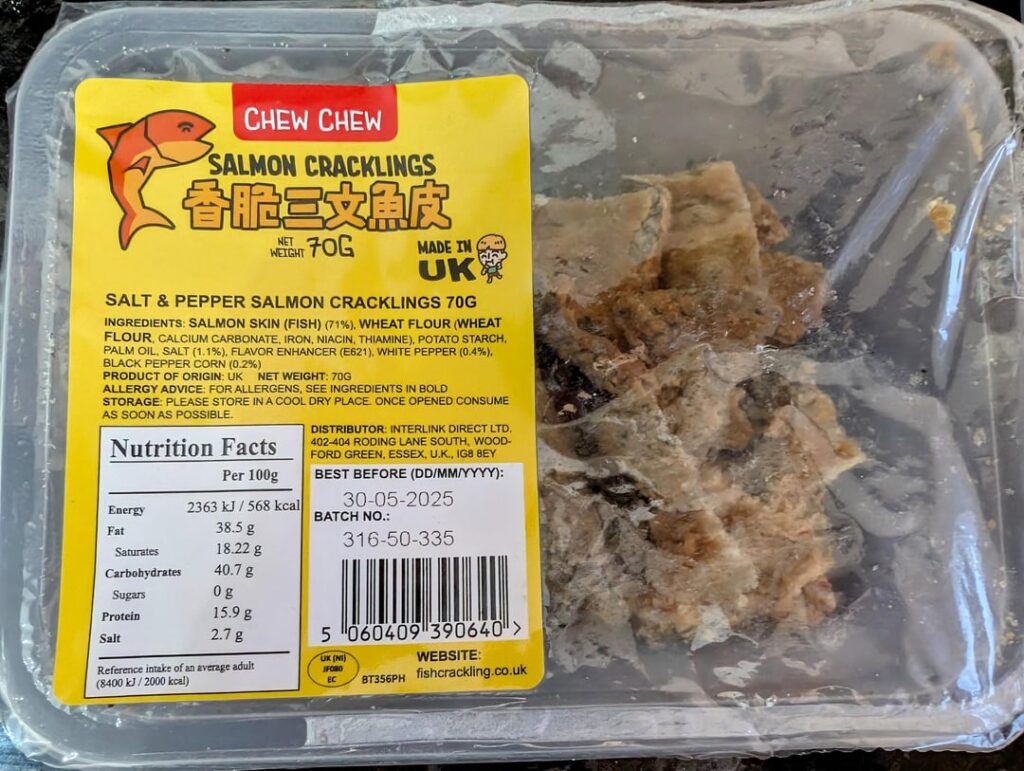 CHEW CHEW
SALMON CRACKLINGS
香脆三文魚皮
NET WEIGHT 70G
MADE IN UK
SALT & PEPPER SALMON CRACKLINGS 70G
INGREDIENTS: SALMON SKIN (FISH) (71%), WHEAT FLOUR (WHEAT
FLOUR, CALCIUM CARBONATE, IRON, NIACIN, THIAMINE), POTATO STARCH,
PALM OIL, SALT (1.1%), FLAVOR ENHANCER (E621), WHITE PEPPER (0.4%),
BLACK PEPPER CORN (0.2%)
PRODUCT OF ORIGIN: UK NET WEIGHT: 70G
ALLERGY ADVICE: FOR ALLERGENS, SEE INGREDIENTS IN BOLD
STORAGE: PLEASE STORE IN A COOL DRY PLACE. ONCE OPENED CONSUME
AS SOON AS POSSIBLE.
Nutrition Facts
Per 100g
Energy 2363 kJ / 568 kcal
Fat 38.5 g
Saturates 18.22 g
Carbohydrates 40.7 g
Sugars 0 g
Protein 15.9 g
Salt 2.7 g
Reference intake of an average adult
(8400 kJ / 2000 kcal)
DISTRIBUTOR: INTERLINK DIRECT LTD.
402-404 RODING LANE SOUTH, WOOD-
FORD GREEN, ESSEX, U.K., IG8 8EY
BEST BEFORE (DD/MM/YYYY):
30-05-2025
BATCH NO.:
316-50-335
5 060409 390640 >
UK (NI)
JF080
EC
BT356PH
WEBSITE:
fishcrackling.co.uk